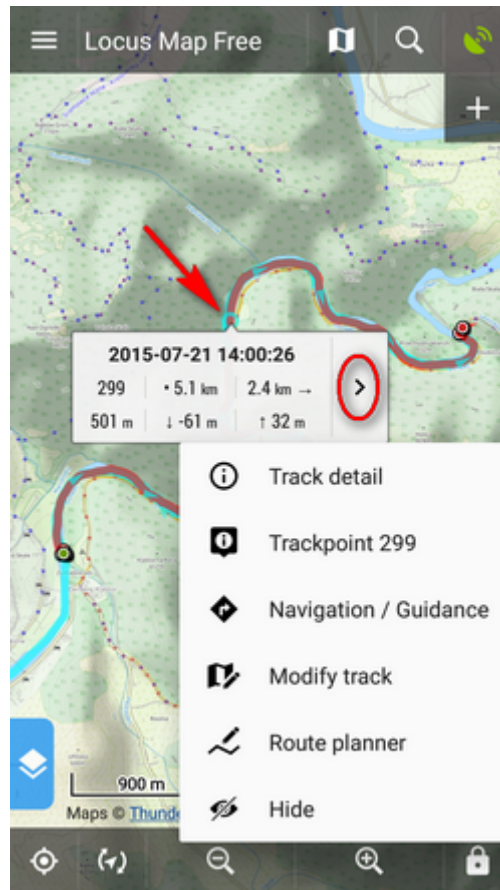 Locus Map Free
2015-07-21 14:00:26
299 • 5.1 km 2.4 km →
501 m ↓ -61 m ↑ 32 m
Track detail
Trackpoint 299
Navigation / Guidance
Modify track
Route planner
Hide
900 m
Maps © Thunde